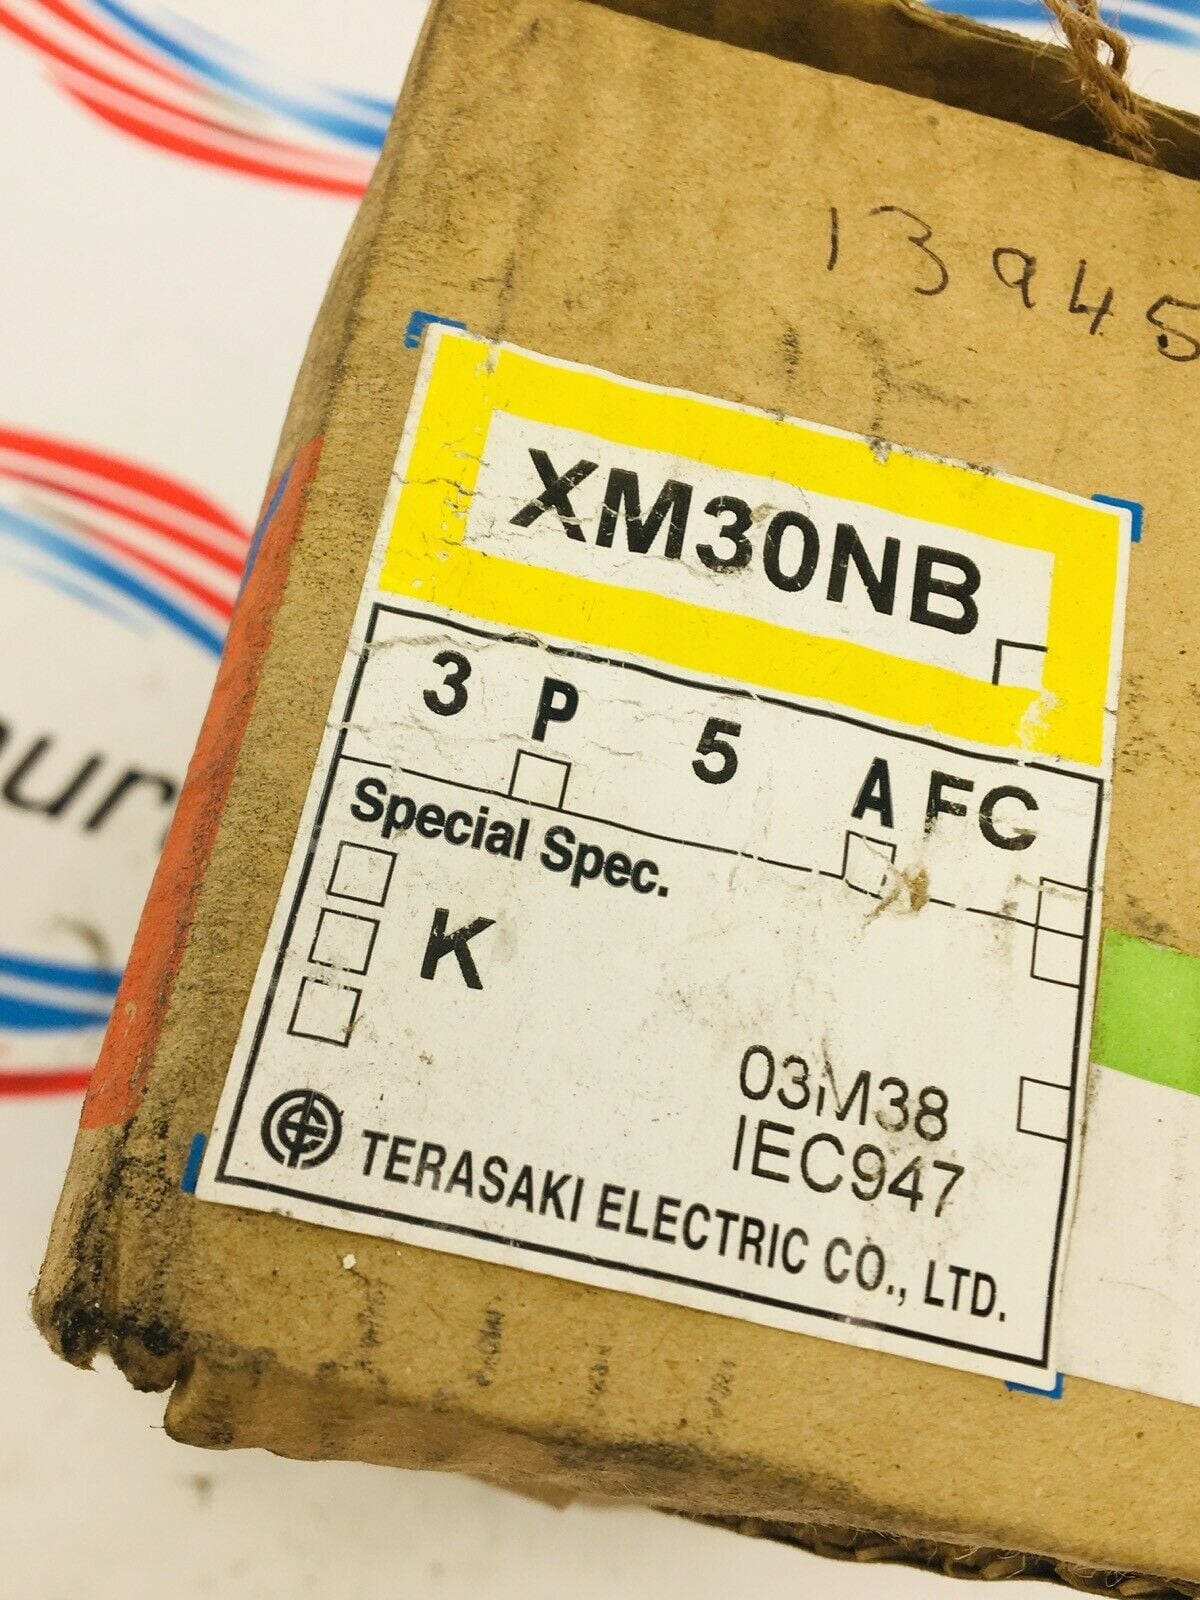 13945
XM30NB
3 P 5 A FC
Special Spec.
K
03M38
IEC947
TERASAKI ELECTRIC CO., LTD.